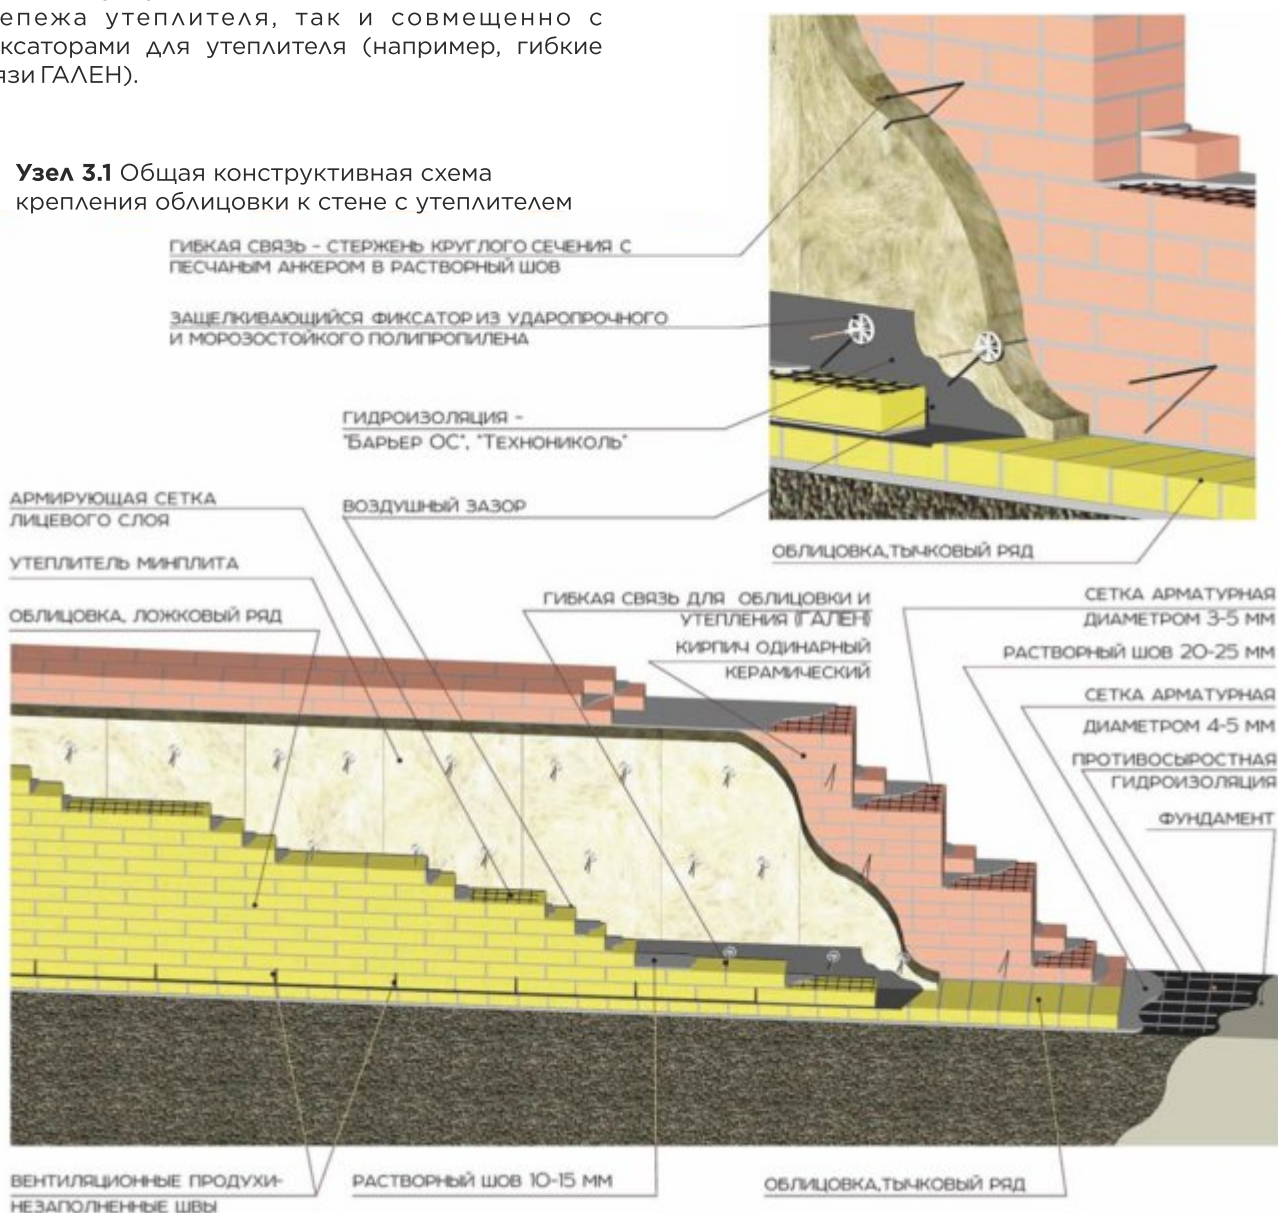 епежа утеплителя, так и совмещенно с
ксаторами для утеплителя (например, гибкие
язи ГАЛЕН).
Узел 3.1 Общая конструктивная схема
крепления облицовки к стене с утеплителем
ГИБКАЯ СВЯЗЬ - СТЕРЖЕНЬ КРУГЛОГО СЕЧЕНИЯ С
ПЕСЧАНЫМ АНКЕРОМ В РАСТВОРНЫЙ ШОВ
ЗАЩЕЛКИВАЮЩИЙСЯ ФИКСАТОР ИЗ УДАРОПРОЧНОГО
И МОРОЗОСТОЙКОГО ПОЛИПРОПИЛЕНА
ГИДРОИЗОЛЯЦИЯ -
"БАРЬЕР ОС", "ТЕХНОНИКОЛЬ"
ВОЗДУШНЫЙ ЗАЗОР
ОБЛИЦОВКА,ТЫЧКОВЫЙ РЯД
АРМИРУЮЩАЯ СЕТКА
ЛИЦЕВОГО СЛОЯ
УТЕПЛИТЕЛЬ МИНПЛИТА
ОБЛИЦОВКА, ЛОЖКОВЫЙ РЯД
ГИБКАЯ СВЯЗЬ ДЛЯ ОБЛИЦОВКИ И
УТЕПЛЕНИЯ (ГАЛЕН)
КИРПИЧ ОДИНАРНЫЙ
КЕРАМИЧЕСКИЙ
СЕТКА АРМАТУРНАЯ
ДИАМЕТРОМ 3-5 ММ
РАСТВОРНЫЙ ШОВ 20-25 ММ
СЕТКА АРМАТУРНАЯ
ДИАМЕТРОМ 4-5 ММ
ПРОТИВОСЫРОСТНАЯ
ГИДРОИЗОЛЯЦИЯ
ФУНДАМЕНТ
ВЕНТИЛЯЦИОННЫЕ ПРОДУХИ-
НЕЗАПОЛНЕННЫЕ ШВЫ
РАСТВОРНЫЙ ШОВ 10-15 ММ
ОБЛИЦОВКА,ТЫЧКОВЫЙ РЯД